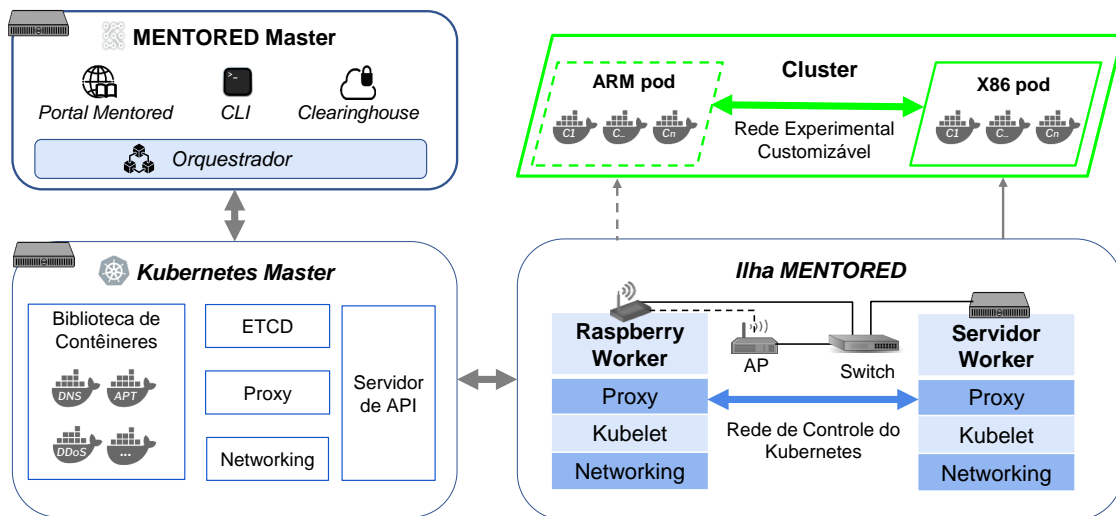 MENTORED Master
Portal Mentored
CLI
Clearinghouse
Orquestrador
Cluster
ARM pod
C1
C...
Cn
Rede Experimental
Customizável
X86 pod
C1
C...
Cn
Kubernetes Master
Biblioteca de
Contêineres
DNS
APT
DDoS
...
ETCD
Proxy
Networking
Servidor
de API
Ilha MENTORED
Raspberry
Worker
Proxy
Kubelet
Networking
AP
Switch
Rede de Controle do
Kubernetes
Servidor
Worker
Proxy
Kubelet
Networking